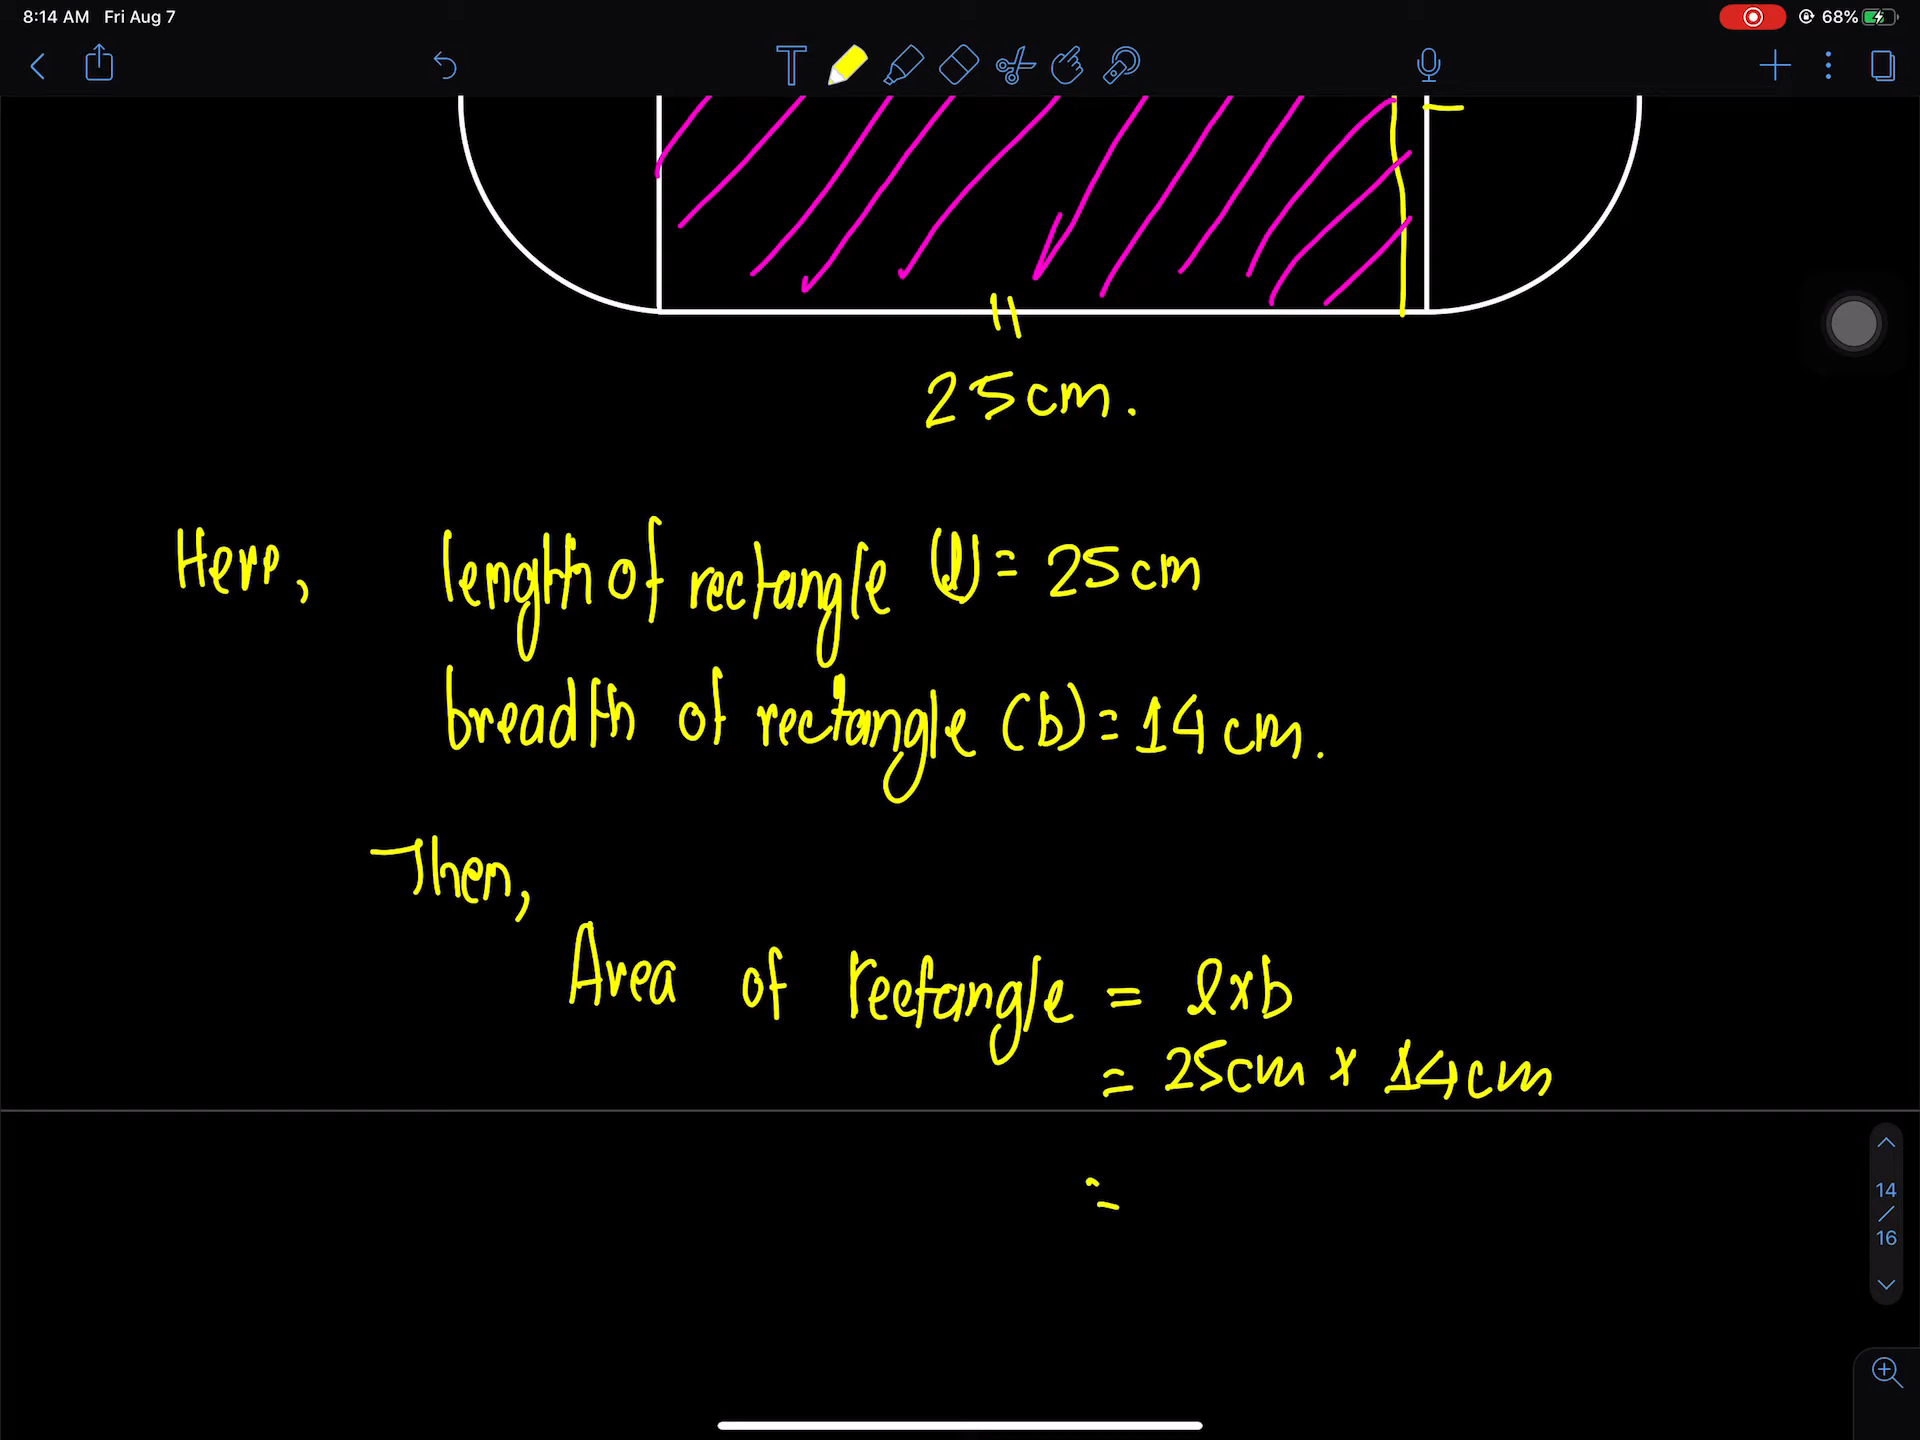 8:14 AM Fri Aug 7
68%
T
25cm.
Here, length of rectangle (l) = 25cm
breadth of rectangle (b) = 14 cm.
Then,
Area of rectangle = l x b
= 25cm x 14cm
=
14
/
16